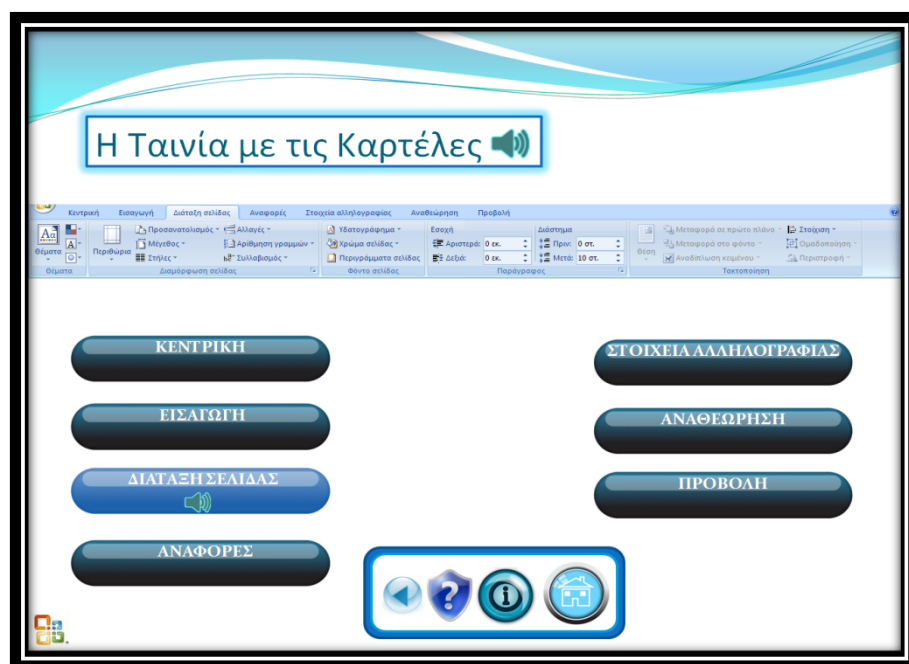 Η Ταινία με τις Καρτέλες
Κεντρική Εισαγωγή Διάταξη σελίδας Αναφορές Στοιχεία αλληλογραφίας Αναθεώρηση Προβολή
Aα Θέματα
Περιθώρια
Προσανατολισμός Αλλαγές
Μέγεθος Αρίθμηση γραμμών
Στήλες Συλλαβισμός
Υδατογράφημα
Χρώμα σελίδας
Περιγράμματα σελίδας
Εσοχή Διάστημα
Αριστερά: 0 εκ. Πριν: 0 στ.
Δεξιά: 0 εκ. Μετά: 10 στ.
Θέση
Μεταφορά σε πρώτο πλάνο Στοίχιση
Μεταφορά στο φόντο Ομαδοποίηση
Αναδίπλωση κειμένου Περιστροφή
Θέματα Διαμόρφωση σελίδας Φόντο σελίδας Παράγραφος Τακτοποίηση
ΚΕΝΤΡΙΚΗ
ΕΙΣΑΓΩΓΗ
ΔΙΑΤΑΞΗ ΣΕΛΙΔΑΣ
ΑΝΑΦΟΡΕΣ
ΣΤΟΙΧΕΙΑ ΑΛΛΗΛΟΓΡΑΦΙΑΣ
ΑΝΑΘΕΩΡΗΣΗ
ΠΡΟΒΟΛΗ